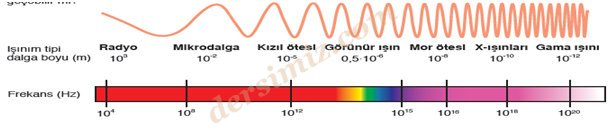 geçebilir mi?
Işınım tipi Radyo Mikrodalga Kızıl ötesi Görünür ışın Mor ötesi X-ışınları Gama ışını
dalga boyu (m) 10³ 10⁻² 10⁻⁵ 0,5·10⁻⁶ 10⁻⁸ 10⁻¹⁰ 10⁻¹²
Frekans (Hz)
10⁴ 10⁸ 10¹² 10¹⁵ 10¹⁶ 10¹⁸ 10²⁰
dersimiz.com